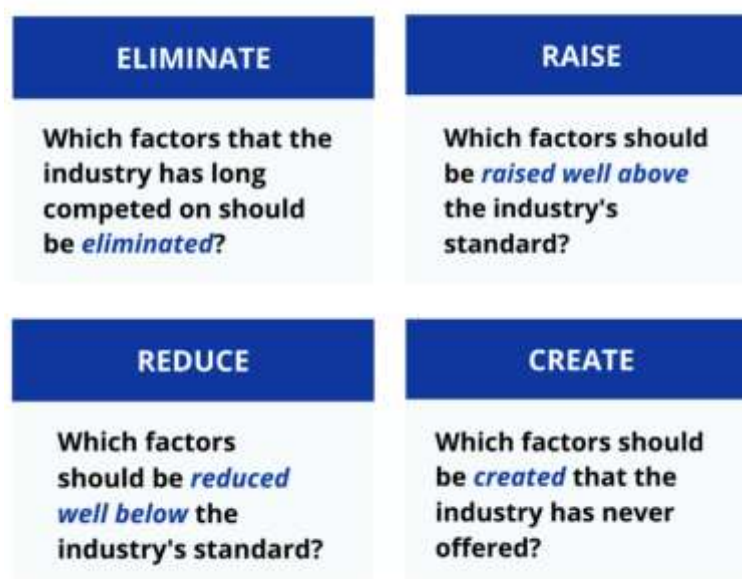 ELIMINATE
Which factors that the
industry has long
competed on should
be eliminated?
RAISE
Which factors should
be raised well above
the industry's
standard?
REDUCE
Which factors
should be reduced
well below the
industry's standard?
CREATE
Which factors should
be created that the
industry has never
offered?